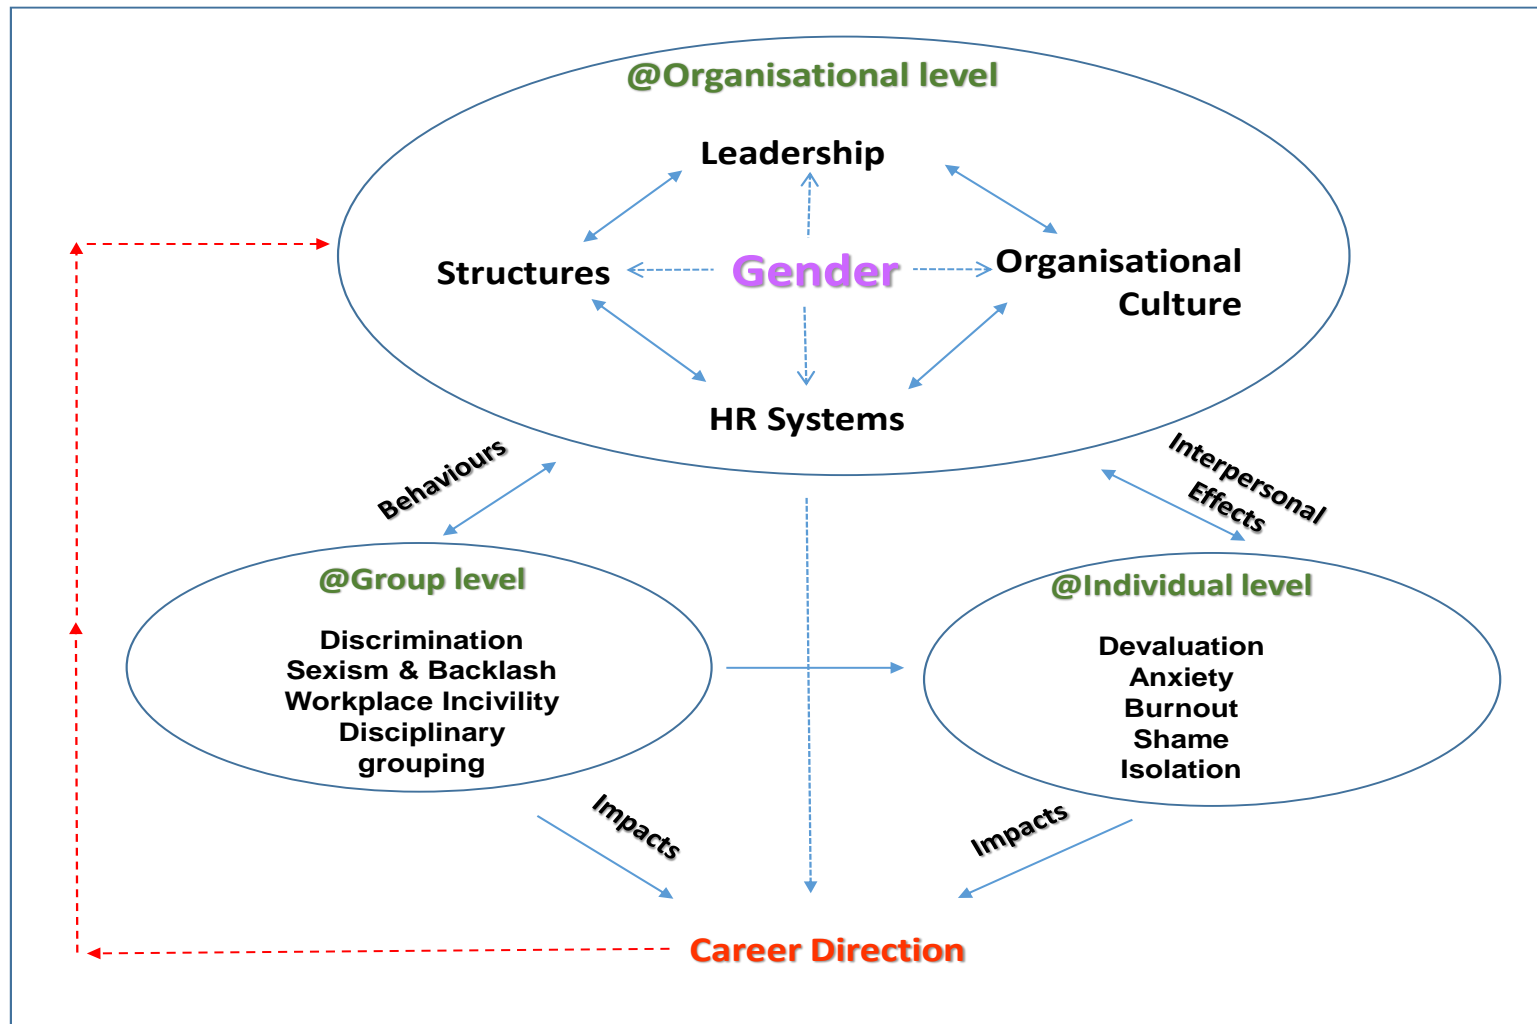 @Organisational level
Leadership
Structures
Gender
Organisational
Culture
HR Systems
Behaviours
Interpersonal
Effects
@Group level
Discrimination
Sexism & Backlash
Workplace Incivility
Disciplinary
grouping
@Individual level
Devaluation
Anxiety
Burnout
Shame
Isolation
Impacts
Impacts
Career Direction